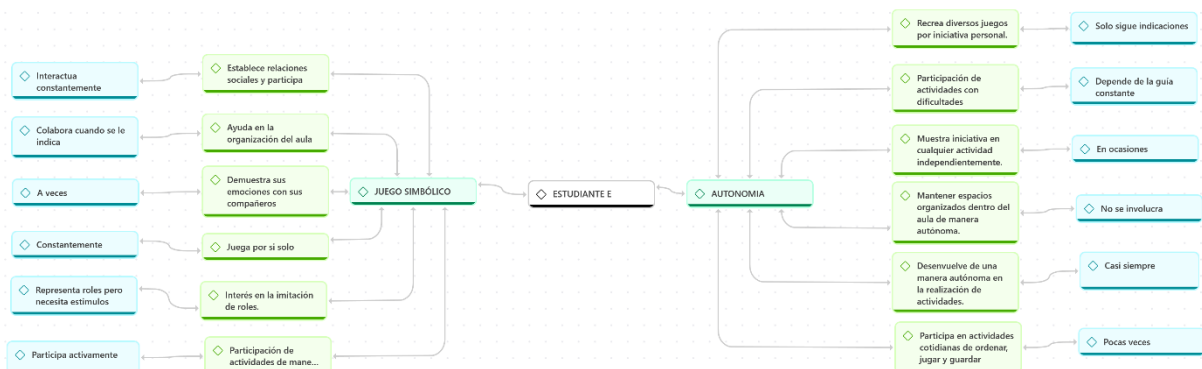 Interactua
constantemente
Establece relaciones
sociales y participa
Colabora cuando se le
indica
Ayuda en la
organización del aula
A veces
Demuestra sus
emociones con sus
compañeros
Constantemente
Juega por si solo
Representa roles pero
necesita estimulos
Interés en la imitación
de roles.
Participa activamente
Participación de
actividades de mane...
JUEGO SIMBÓLICO
ESTUDIANTE E
AUTONOMIA
Recrea diversos juegos
por iniciativa personal.
Solo sigue indicaciones
Participación de
actividades con
dificultades
Depende de la guía
constante
Muestra iniciativa en
cualquier actividad
independientemente.
En ocasiones
Mantener espacios
organizados dentro del
aula de manera
autónoma.
No se involucra
Desenvuelve de una
manera autónoma en
la realización de
actividades.
Casi siempre
Participa en actividades
cotidianas de ordenar,
jugar y guardar
Pocas veces